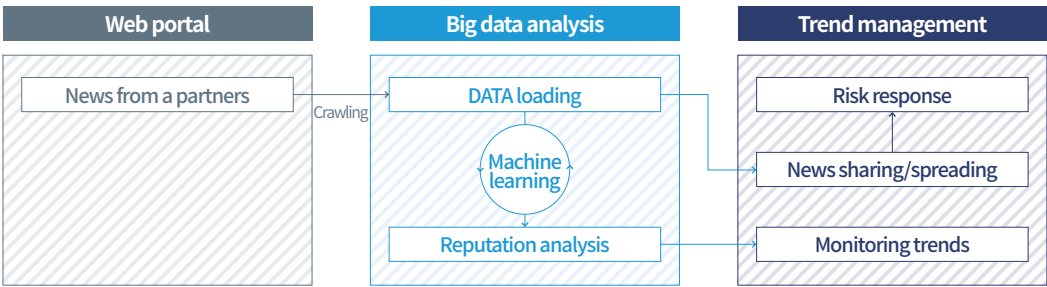 Web portal
News from a partners
Crawling
Big data analysis
DATA loading
Machine
learning
Reputation analysis
Trend management
Risk response
News sharing/spreading
Monitoring trends